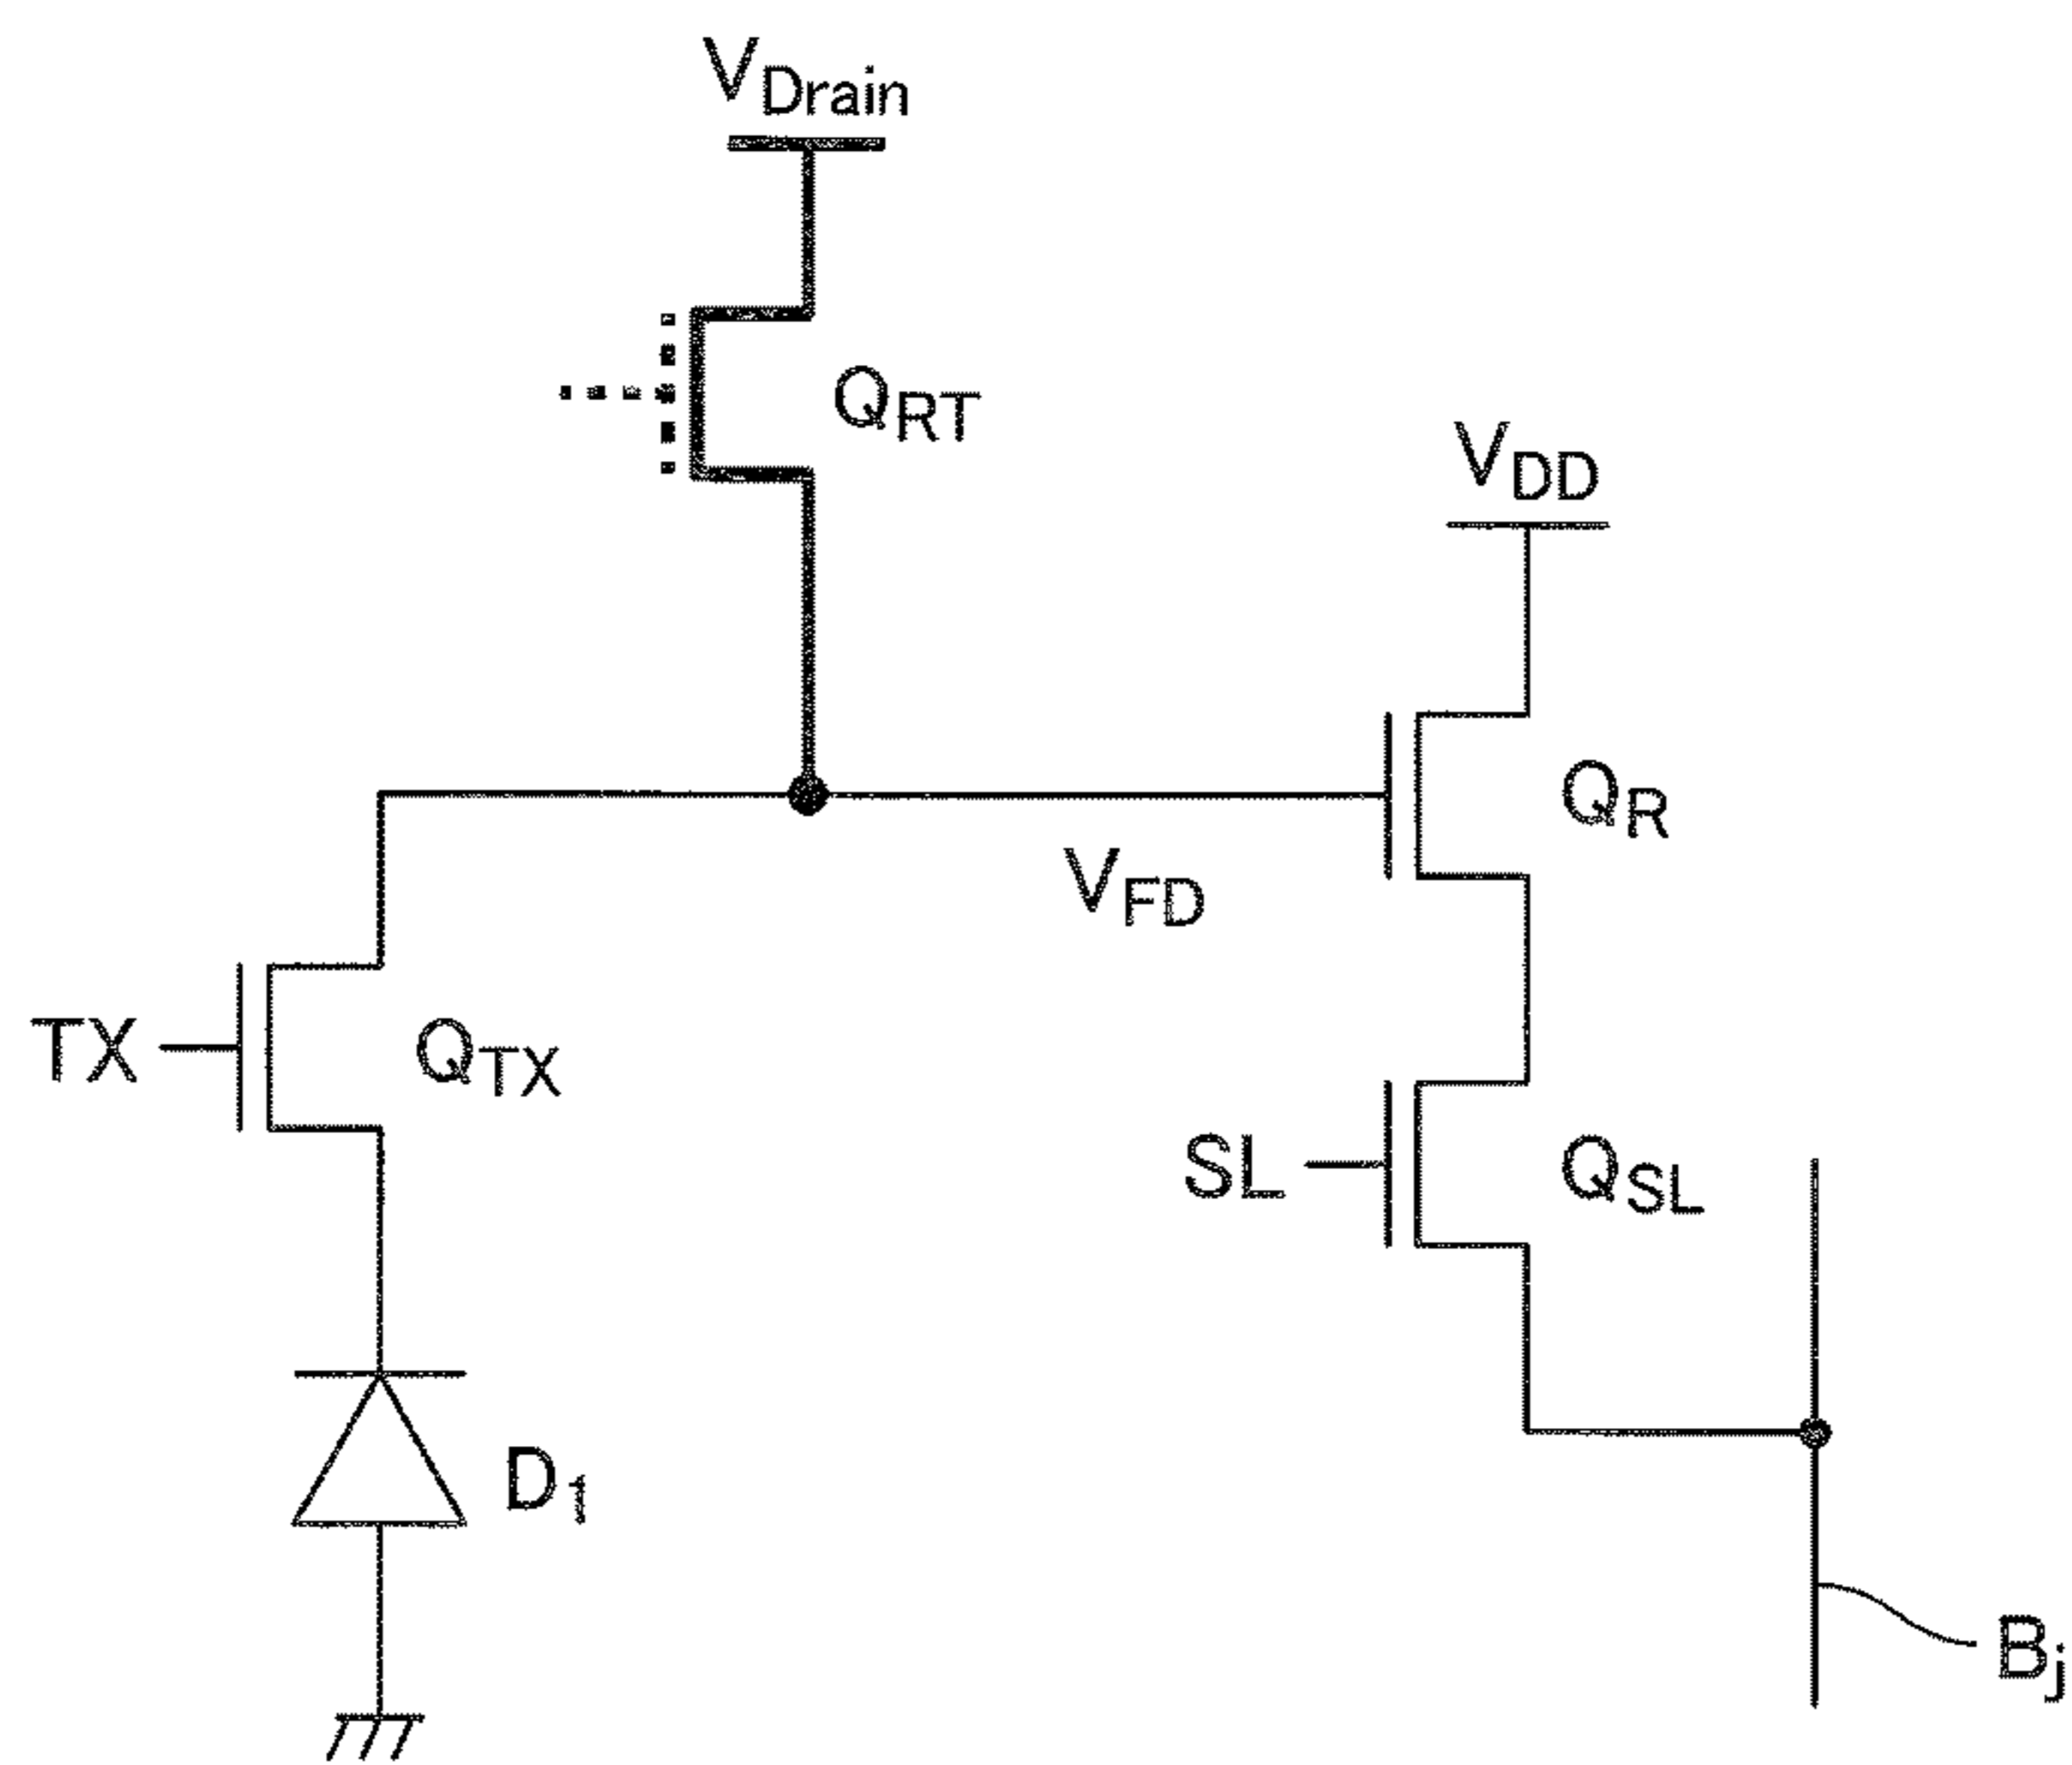 VDrain
QRT
VDD
QR
VFD
TX
QTX
SL
QSL
D1
Bj